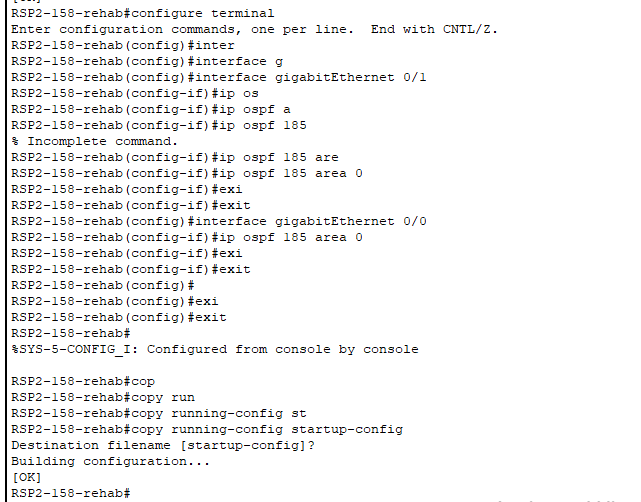 RSP2-158-rehab#configure terminal
Enter configuration commands, one per line.  End with CNTL/Z.
RSP2-158-rehab(config)#inter
RSP2-158-rehab(config)#interface g
RSP2-158-rehab(config)#interface gigabitEthernet 0/1
RSP2-158-rehab(config-if)#ip os
RSP2-158-rehab(config-if)#ip ospf a
RSP2-158-rehab(config-if)#ip ospf 185
% Incomplete command.
RSP2-158-rehab(config-if)#ip ospf 185 are
RSP2-158-rehab(config-if)#ip ospf 185 area 0
RSP2-158-rehab(config-if)#exi
RSP2-158-rehab(config-if)#exit
RSP2-158-rehab(config)#interface gigabitEthernet 0/0
RSP2-158-rehab(config-if)#ip ospf 185 area 0
RSP2-158-rehab(config-if)#exi
RSP2-158-rehab(config-if)#exit
RSP2-158-rehab(config)#
RSP2-158-rehab(config)#exi
RSP2-158-rehab(config)#exit
RSP2-158-rehab#
%SYS-5-CONFIG_I: Configured from console by console
RSP2-158-rehab#cop
RSP2-158-rehab#copy run
RSP2-158-rehab#copy running-config st
RSP2-158-rehab#copy running-config startup-config
Destination filename [startup-config]?
Building configuration...
[OK]
RSP2-158-rehab#